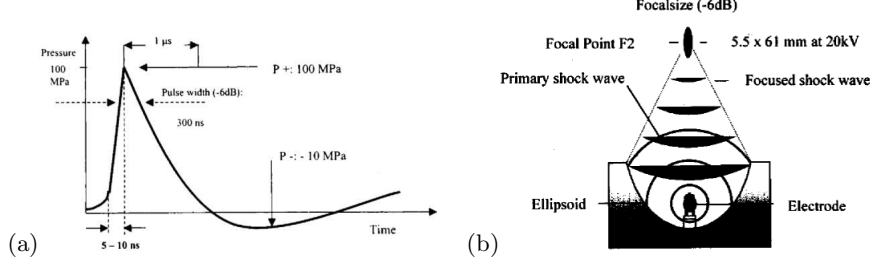 1 µs
Pressure
100
MPa
P +: 100 MPa
Pulse width (-6dB):
300 ns
P -: - 10 MPa
Time
5 – 10 ns
(a)
Focalsize (-6dB)
Focal Point F2
5.5 x 61 mm at 20kV
Primary shock wave
Focused shock wave
Ellipsoid
Electrode
(b)